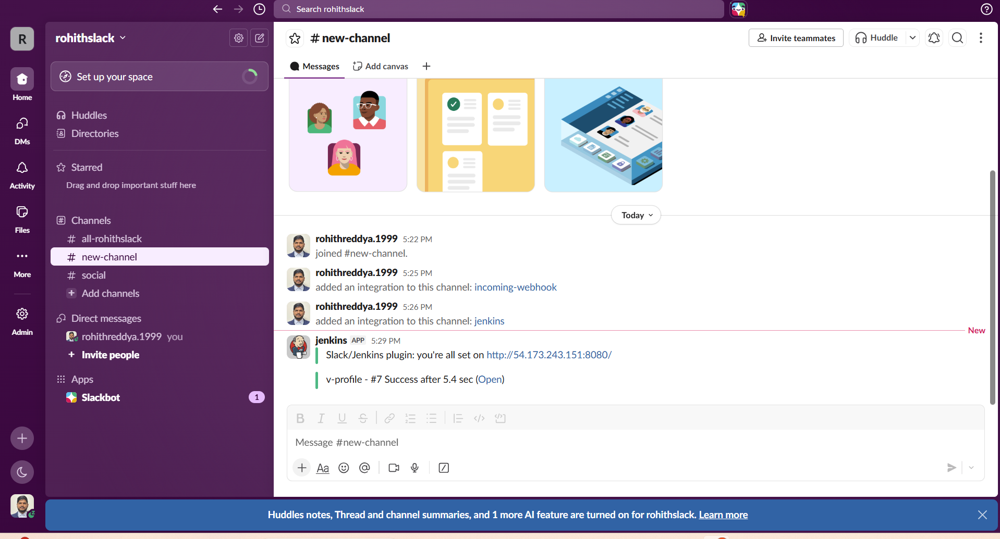 Search rohithslack
R
rohithslack
# new-channel
Invite teammates
Huddle
Home
DMs
Activity
Files
More
Admin
Set up your space
Huddles
Directories
Starred
Drag and drop important stuff here
Channels
# all-rohithslack
# new-channel
# social
+ Add channels
Direct messages
rohithreddya.1999 you
+ Invite people
Apps
Slackbot 1
Messages
Add canvas
+
Today
rohithreddya.1999 5:22 PM
joined #new-channel.
rohithreddya.1999 5:25 PM
added an integration to this channel: incoming-webhook
rohithreddya.1999 5:26 PM
added an integration to this channel: jenkins
New
jenkins APP 5:29 PM
Slack/Jenkins plugin: you're all set on http://54.173.243.151:8080/
v-profile - #7 Success after 5.4 sec (Open)
B I U S
Message #new-channel
+ Aa @
Huddles notes, Thread and channel summaries, and 1 more AI feature are turned on for rohithslack. Learn more